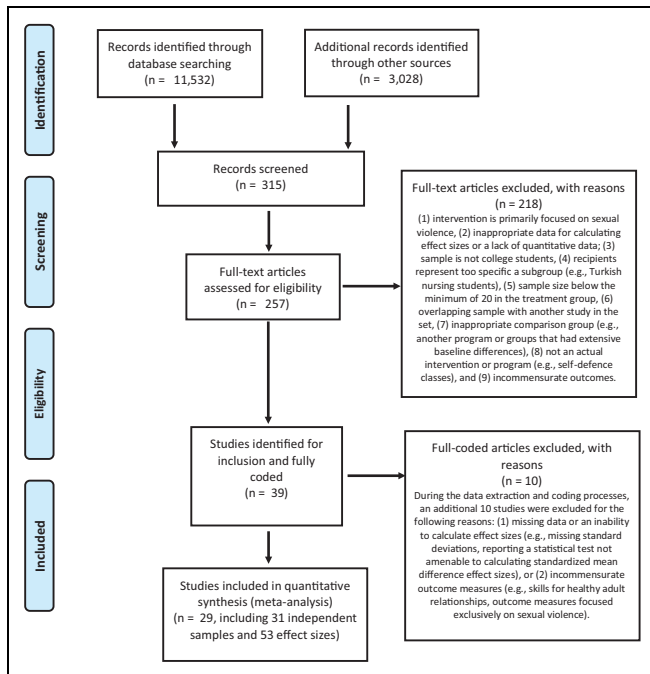 Identification
Records identified through
database searching
(n = 11,532)
Additional records identified
through other sources
(n = 3,028)
Records screened
(n = 315)
Screening
Full-text articles
assessed for eligibility
(n = 257)
Full-text articles excluded, with reasons
(n = 218)
(1) intervention is primarily focused on sexual
violence, (2) inappropriate data for calculating
effect sizes or a lack of quantitative data; (3)
sample is not college students, (4) recipients
represent too specific a subgroup (e.g., Turkish
nursing students), (5) sample size below the
minimum of 20 in the treatment group, (6)
overlapping sample with another study in the
set, (7) inappropriate comparison group (e.g.,
another program or groups that had extensive
baseline differences), (8) not an actual
intervention or program (e.g., self-defence
classes), and (9) incommensurate outcomes.
Eligibility
Studies identified for
inclusion and fully
coded
(n = 39)
Full-coded articles excluded, with
reasons
(n = 10)
During the data extraction and coding processes,
an additional 10 studies were excluded for the
following reasons: (1) missing data or an inability
to calculate effect sizes (e.g., missing standard
deviations, reporting a statistical test not
amenable to calculating standardized mean
difference effect sizes), or (2) incommensurate
outcome measures (e.g., skills for healthy adult
relationships, outcome measures focused
exclusively on sexual violence).
Included
Studies included in quantitative
synthesis (meta-analysis)
(n = 29, including 31 independent
samples and 53 effect sizes)